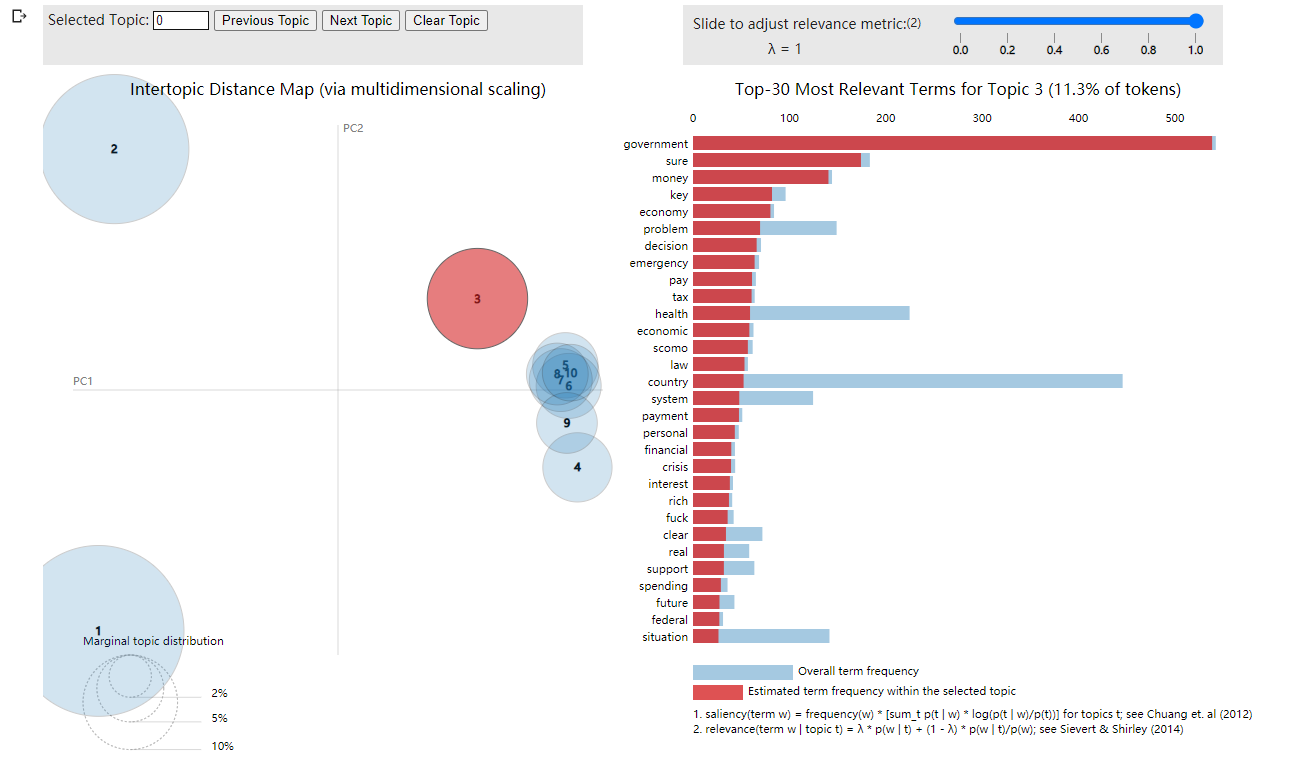 Selected Topic: 0 Previous Topic Next Topic Clear Topic
Slide to adjust relevance metric:(2)
λ = 1
0.0 0.2 0.4 0.6 0.8 1.0
Intertopic Distance Map (via multidimensional scaling)
PC2
PC1
2
3
5
8
10
7
6
9
4
1
Marginal topic distribution
2%
5%
10%
Top-30 Most Relevant Terms for Topic 3 (11.3% of tokens)
0 100 200 300 400 500
government
sure
money
key
economy
problem
decision
emergency
pay
tax
health
economic
scomo
law
country
system
payment
personal
financial
crisis
interest
rich
fuck
clear
real
support
spending
future
federal
situation
Overall term frequency
Estimated term frequency within the selected topic
1. saliency(term w) = frequency(w) * [sum_t p(t | w) * log(p(t | w)/p(t))] for topics t; see Chuang et. al (2012)
2. relevance(term w | topic t) = λ * p(w | t) + (1 - λ) * p(w | t)/p(w); see Sievert & Shirley (2014)